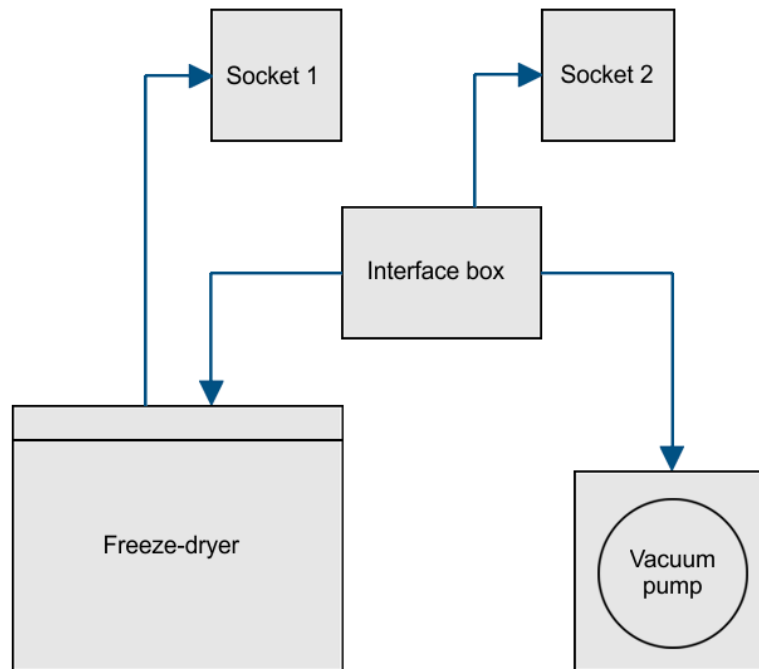 Socket 1
Socket 2
Interface box
Freeze-dryer
Vacuum
pump